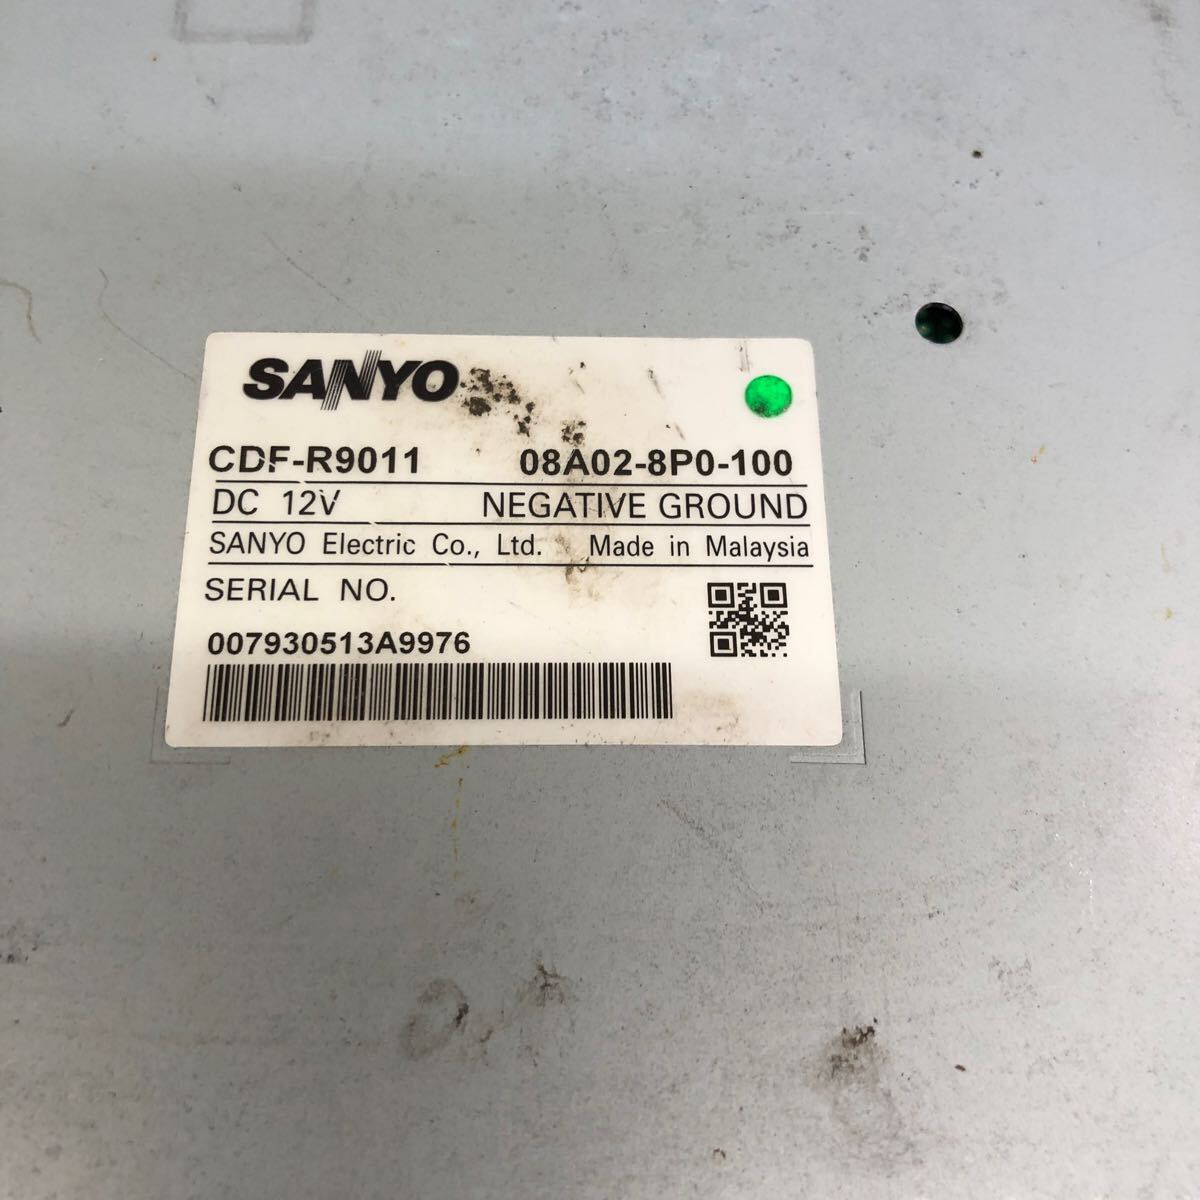 SANYO
CDF-R9011 08A02-8P0-100
DC 12V NEGATIVE GROUND
SANYO Electric Co., Ltd. Made in Malaysia
SERIAL NO.
007930513A9976